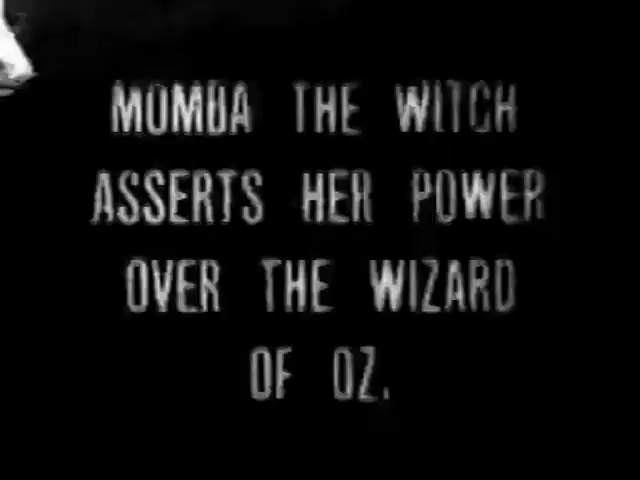 MOMBA THE WITCH
ASSERTS HER POWER
OVER THE WIZARD
OF OZ.